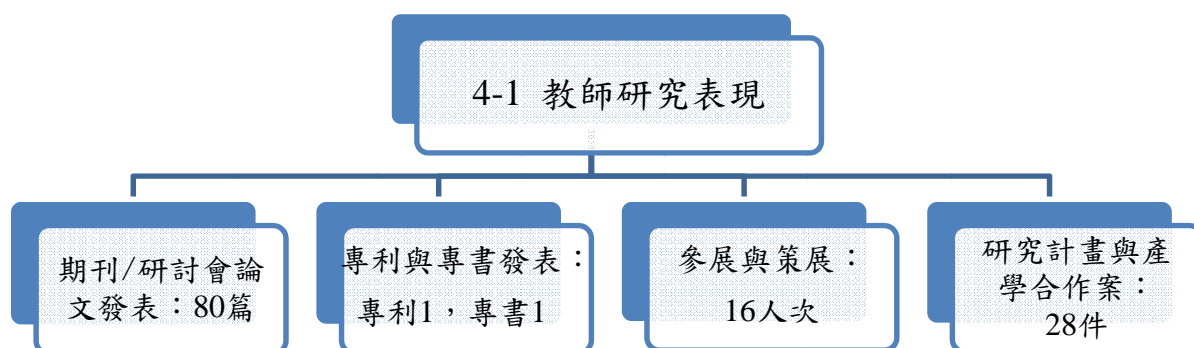 4-1 教師研究表現
期刊/研討會論
文發表：80篇
專利與專書發表：
專利1，專書1
參展與策展：
16人次
研究計畫與產
學合作案：
28件